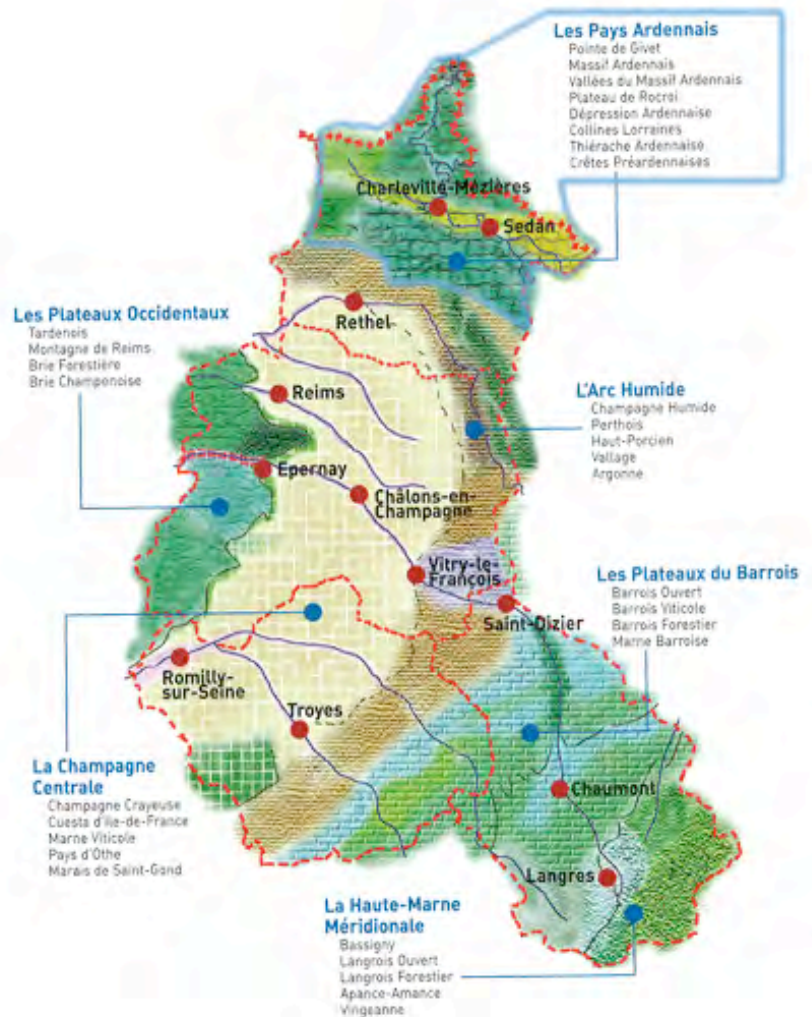 Les Pays Ardennais
Pointe de Givet
Massif Ardennais
Vallées du Massif Ardennais
Plateau de Rocroi
Dépression Ardennaise
Collines Lorraines
Thiérache Ardennaise
Crêtes Préardennaises
Charleville-Mézières
Sedan
Rethel
Les Plateaux Occidentaux
Tardenois
Montagne de Reims
Brie Forestière
Brie Champenoise
Reims
L'Arc Humide
Champagne Humide
Perthois
Haut-Porcien
Vallage
Argonne
Epernay
Châlons-en-
Champagne
Vitry-le-
François
Saint-Dizier
Les Plateaux du Barrois
Barrois Ouvert
Barrois Viticole
Barrois Forestier
Marne Barroise
Romilly-
sur-Seine
Troyes
La Champagne
Centrale
Champagne Crayeuse
Cuesta d'Ile-de-France
Marne Viticole
Pays d'Othe
Marais de Saint-Gond
Chaumont
Langres
La Haute-Marne
Méridionale
Bassigny
Langrois Ouvert
Langrois Forestier
Apance-Amance
Vingeanne